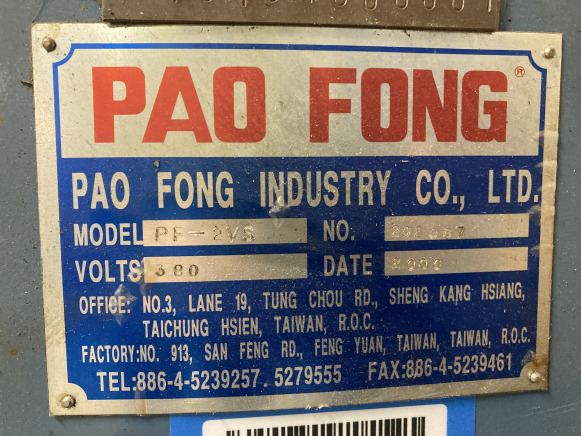 PAO FONG®
PAO FONG INDUSTRY CO., LTD.
MODEL PF-2VS NO.
VOLTS 380 DATE 2000
OFFICE: NO.3, LANE 19, TUNG CHOU RD., SHENG KANG HSIANG,
TAICHUNG HSIEN, TAIWAN, R.O.C.
FACTORY:NO. 913, SAN FENG RD., FENG YUAN, TAIWAN, TAIWAN, R.O.C.
TEL:886-4-5239257 . 5279555 FAX:886-4-5239461